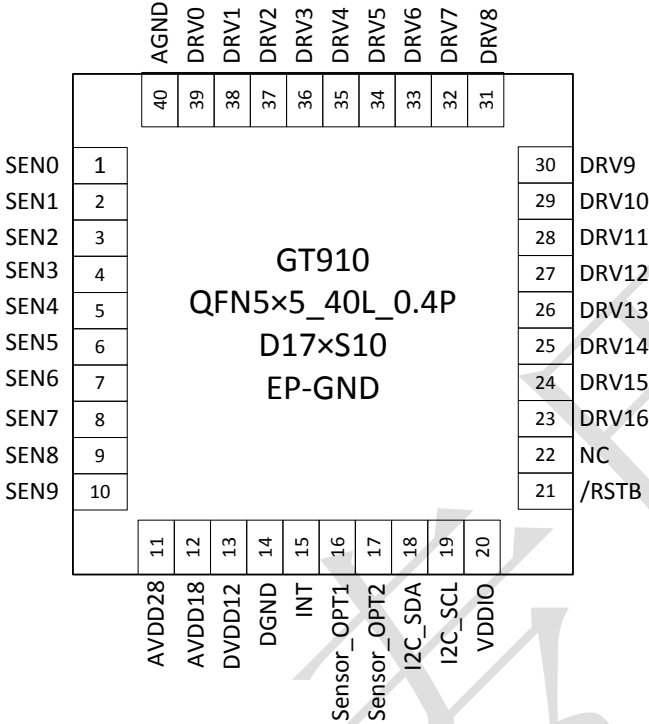 AGND
DRV0
DRV1
DRV2
DRV3
DRV4
DRV5
DRV6
DRV7
DRV8
40
39
38
37
36
35
34
33
32
31
SEN0 1
SEN1 2
SEN2 3
SEN3 4
SEN4 5
SEN5 6
SEN6 7
SEN7 8
SEN8 9
SEN9 10
GT910
QFN5×5_40L_0.4P
D17×S10
EP-GND
30 DRV9
29 DRV10
28 DRV11
27 DRV12
26 DRV13
25 DRV14
24 DRV15
23 DRV16
22 NC
21 /RSTB
11
12
13
14
15
16
17
18
19
20
AVDD28
AVDD18
DVDD12
DGND
INT
Sensor_OPT1
Sensor_OPT2
I2C_SDA
I2C_SCL
VDDIO